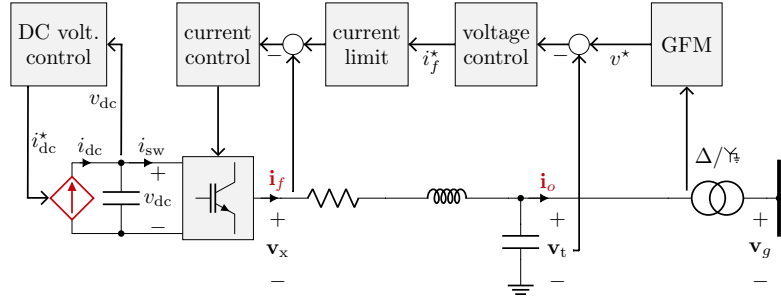 DC volt.
control
current
control
current
limit
voltage
control
GFM
−
i_f^⋆
−
v^⋆
v_dc
i_dc^⋆
i_dc
i_sw
+
v_dc
−
i_f
+
v_x
−
i_o
+
v_t
−
Δ/Y
+
v_g
−